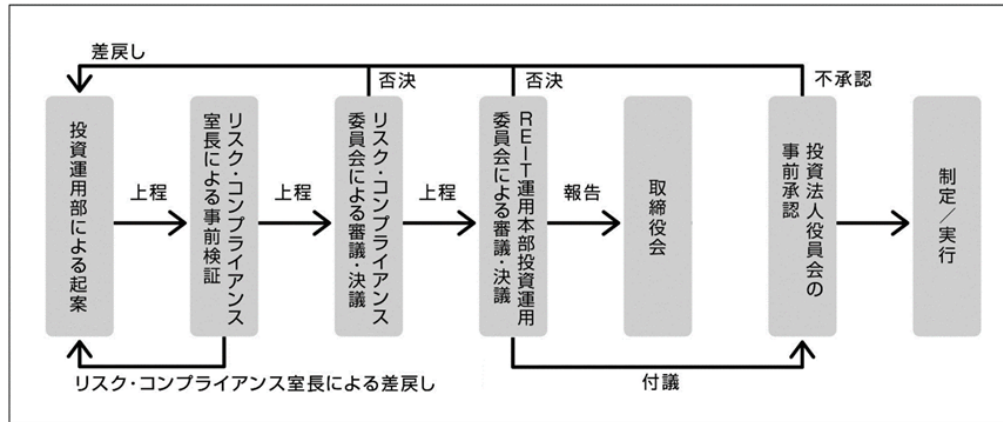 差戻し
否決
否決
不承認
投資運用部による起案
上程
リスク・コンプライアンス
室長による事前検証
上程
リスク・コンプライアンス
委員会による審議・決議
上程
REIT運用本部投資運用
委員会による審議・決議
報告
取締役会
投資法人役員会の
事前承認
制定／実行
リスク・コンプライアンス室長による差戻し
付議